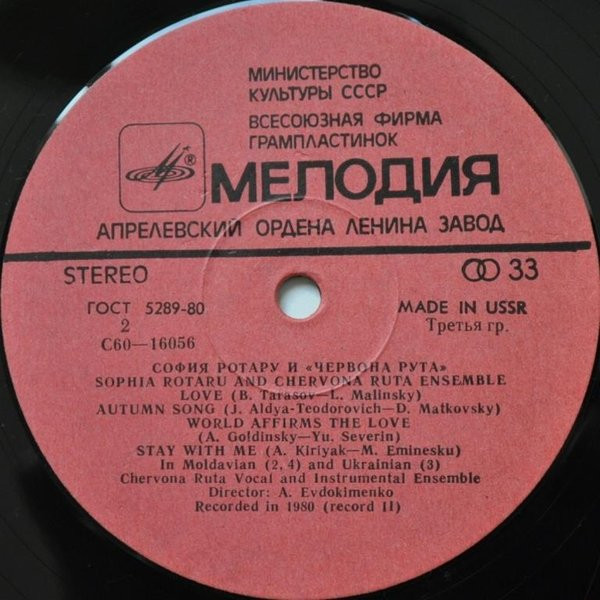 МИНИСТЕРСТВО
КУЛЬТУРЫ СССР
ВСЕСОЮЗНАЯ ФИРМА
ГРАМПЛАСТИНОК
®
МЕЛОДИЯ
АПРЕЛЕВСКИЙ ОРДЕНА ЛЕНИНА ЗАВОД
STEREO 33
ГОСТ 5289-80 MADE IN USSR
2 Третья гр.
С60—16056
СОФИЯ РОТАРУ И «ЧЕРВОНА РУТА»
SOPHIA ROTARU AND CHERVONA RUTA ENSEMBLE
LOVE (B. Tarasov—L. Malinsky)
AUTUMN SONG (J. Aldya-Teodorovich—D. Matkovsky)
WORLD AFFIRMS THE LOVE
(A. Goldinsky—Yu. Severin)
STAY WITH ME (A. Kiriyak—M. Eminesku)
In Moldavian (2, 4) and Ukrainian (3)
Chervona Ruta Vocal and Instrumental Ensemble
Director: A. Evdokimenko
Recorded in 1980 (record II)